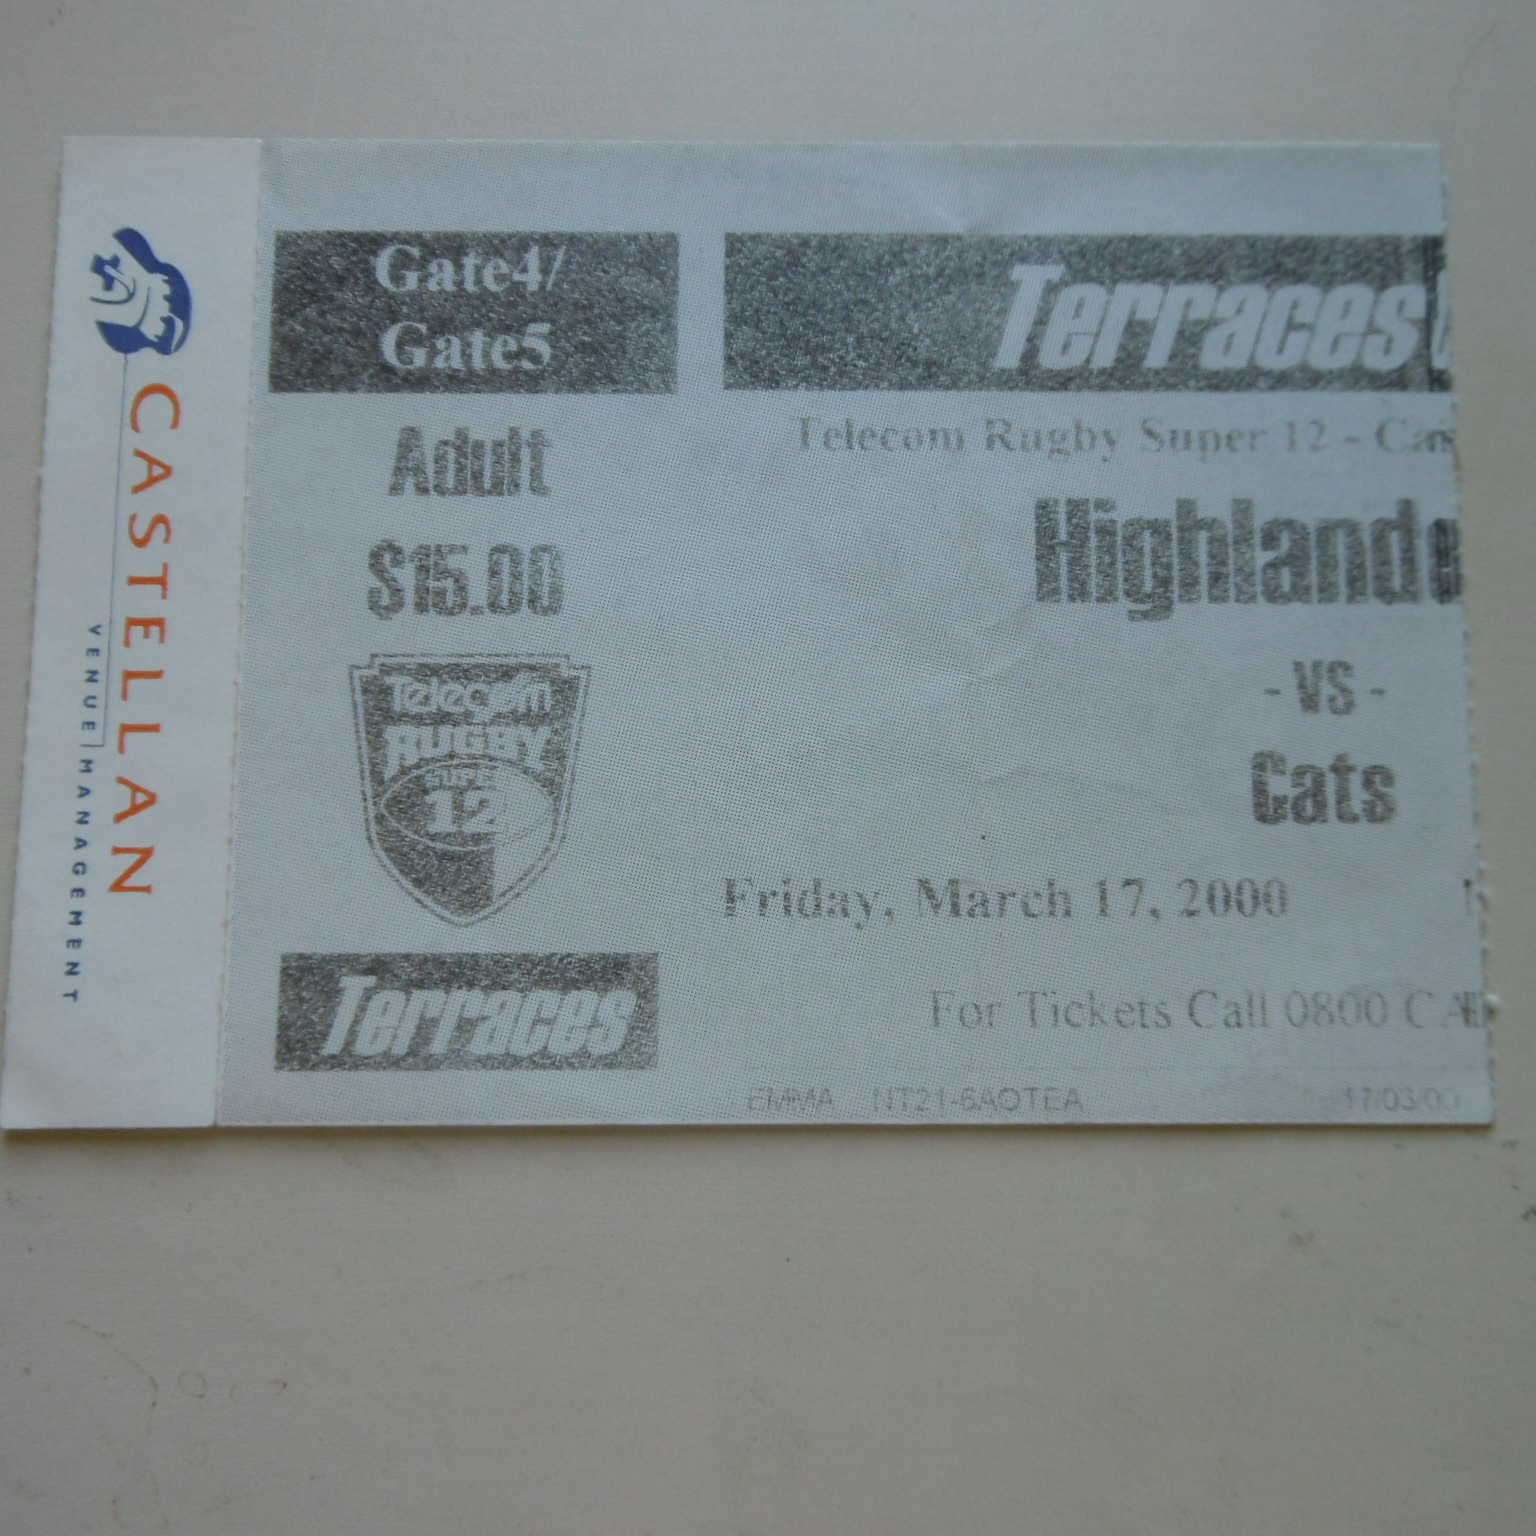 CASTELLAN
VENUE MANAGEMENT
Gate4/
Gate5
Adult
$15.00
Telecom
RUGBY
SUPER
12
Terraces
Terraces
Telecom Rugby Super 12 -
Highlande
- VS -
Cats
Friday, March 17, 2000
For Tickets Call 0800
EMMA NT21-6AOTEA 17/03/00